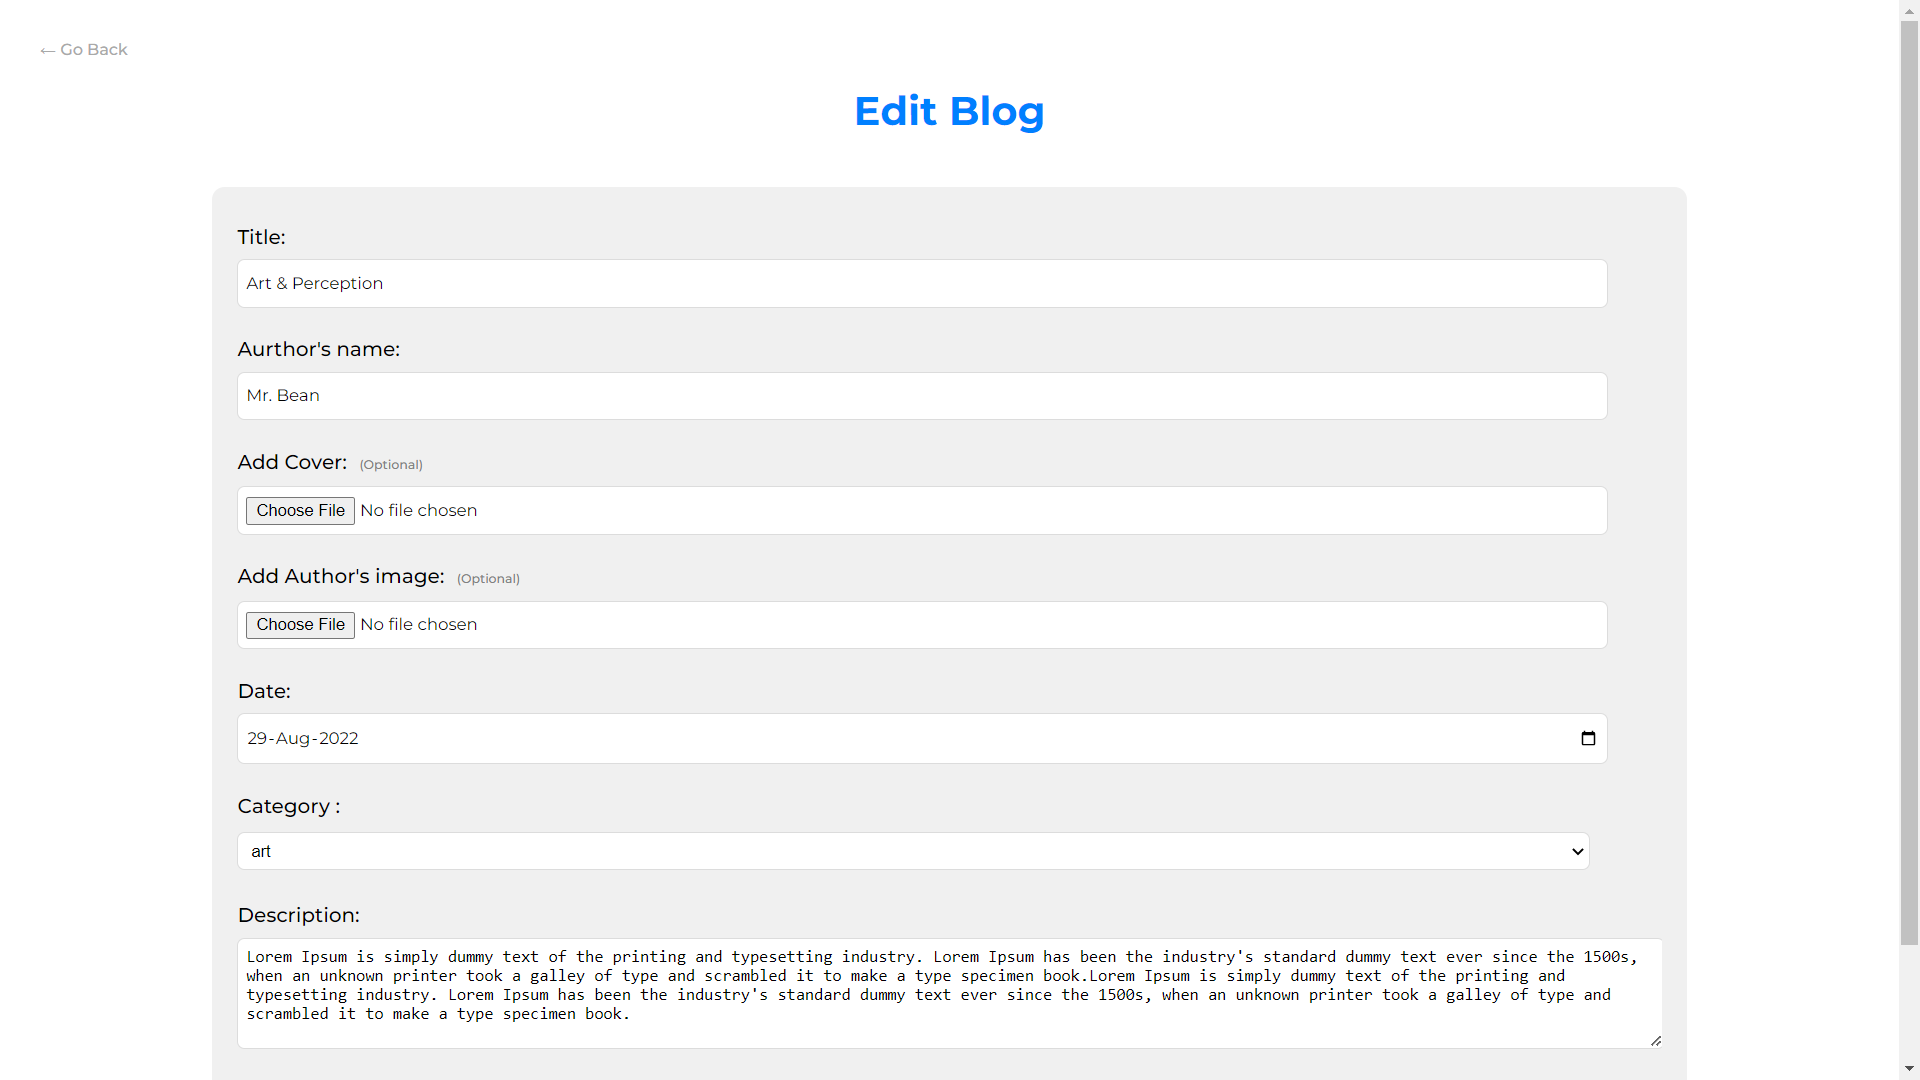 ← Go Back
Edit Blog
Title:
Art & Perception
Aurthor's name:
Mr. Bean
Add Cover: (Optional)
Choose File No file chosen
Add Author's image: (Optional)
Choose File No file chosen
Date:
29-Aug-2022
Category :
art
Description:
Lorem Ipsum is simply dummy text of the printing and typesetting industry. Lorem Ipsum has been the industry's standard dummy text ever since the 1500s,
when an unknown printer took a galley of type and scrambled it to make a type specimen book.Lorem Ipsum is simply dummy text of the printing and
typesetting industry. Lorem Ipsum has been the industry's standard dummy text ever since the 1500s, when an unknown printer took a galley of type and
scrambled it to make a type specimen book.